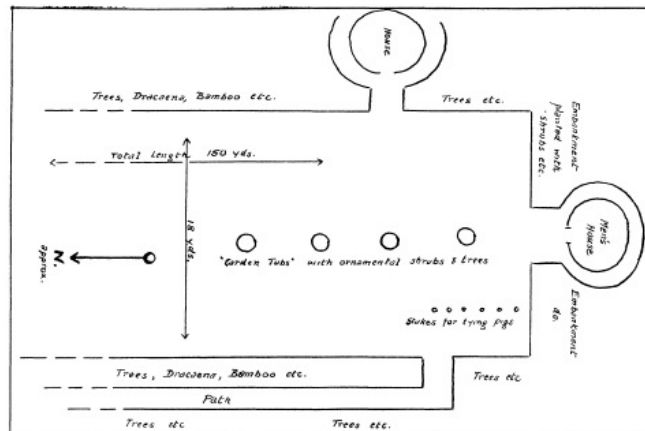 House
Trees, Dracaena, Bamboo etc.
Trees etc.
Embankment
planted with
shrubs etc.
Total Length 150 yds.
18 yds.
N.
approx.
"Garden Tubs" with ornamental shrubs & trees
Men's
House
Embankment
do.
Stakes for tying pigs
Trees, Dracaena, Bamboo etc.
Trees etc
Path
Trees etc
Trees etc.